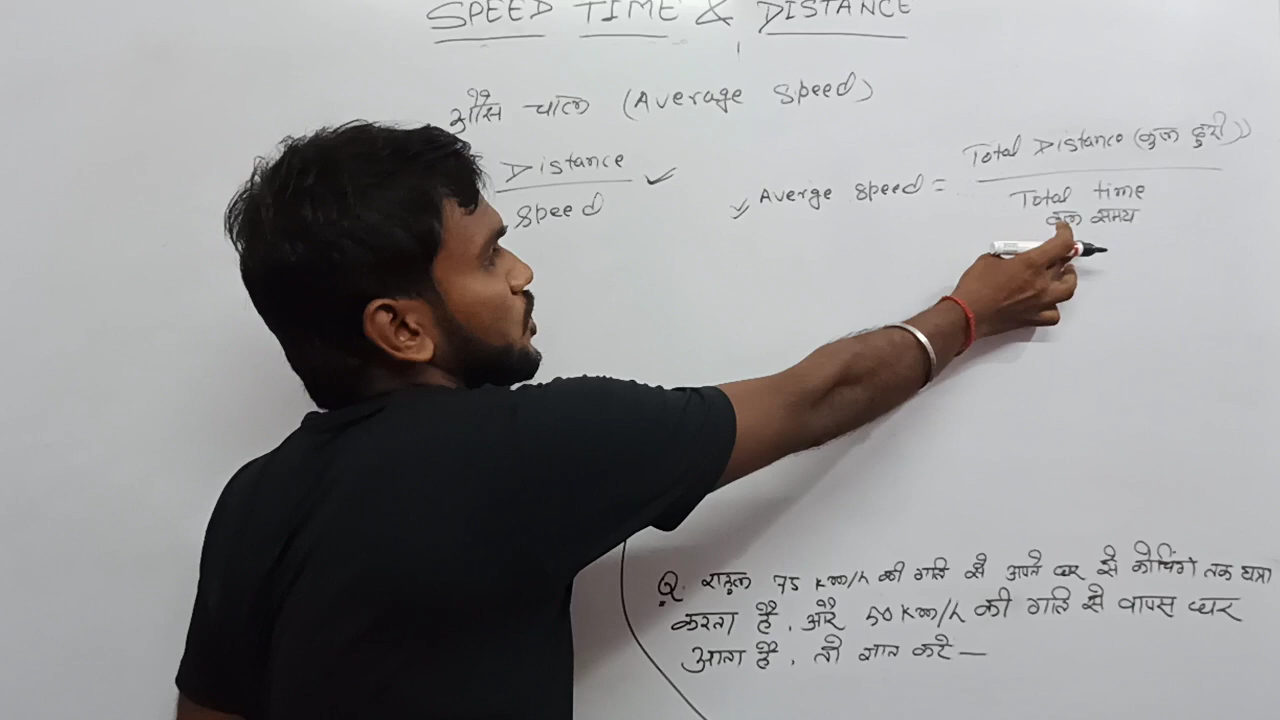 SPEED TIME & DISTANCE
औस चाल (Average Speed)
Distance
Speed
Averge speed = Total Distance (कुल दुरी)
Total time
कुल समय
Q. राहुल 75 km/h की गति से अपने घर से कोचिंग तक यात्रा
करता है, और 50 km/h की गति से वापस घर
आता है, तो ज्ञात करे —